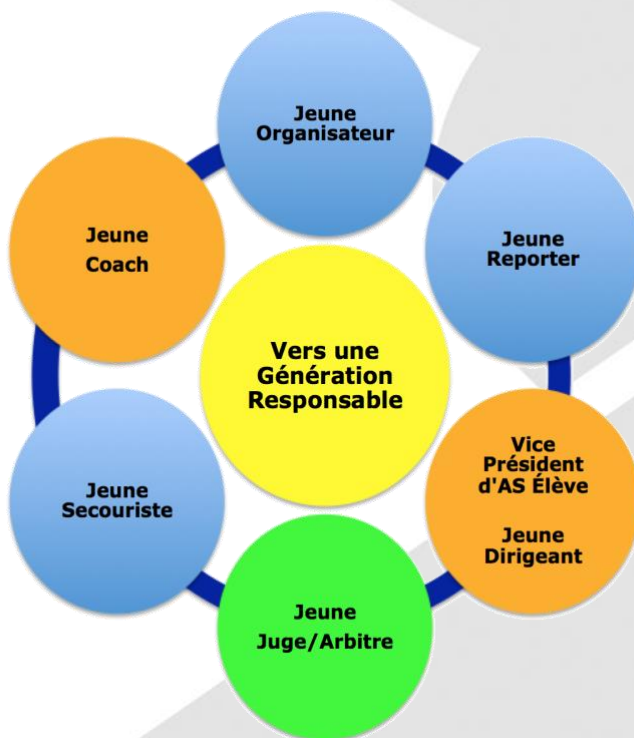 Jeune
Organisateur
Jeune
Coach
Jeune
Reporter
Vers une
Génération
Responsable
Jeune
Secouriste
Vice
Président
d'AS Élève
Jeune
Dirigeant
Jeune
Juge/Arbitre